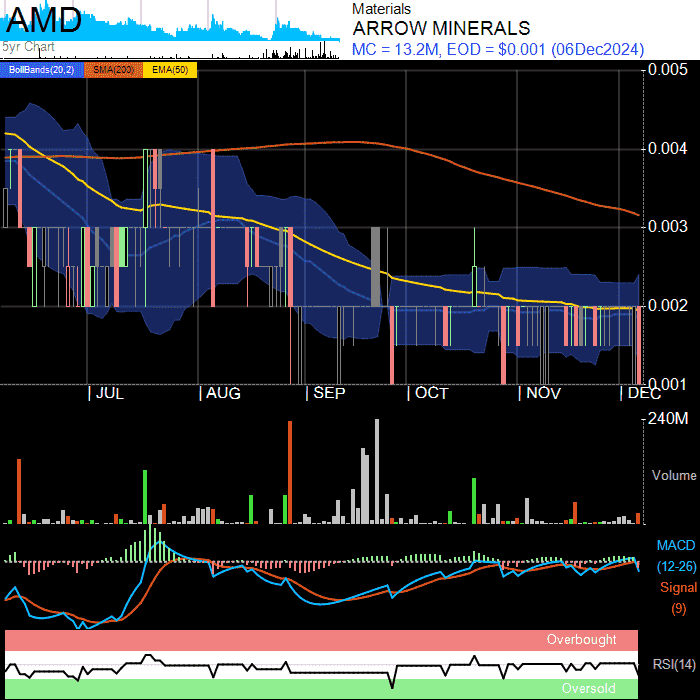 AMD
5yr Chart
Materials
ARROW MINERALS
MC = 13.2M, EOD = $0.001 (06Dec2024)
BollBands(20,2) SMA(200) EMA(50)
0.005
0.004
0.003
0.002
0.001
JUL AUG SEP OCT NOV DEC
240M
Volume
MACD
(12-26)
Signal
(9)
Overbought
RSI(14)
Oversold